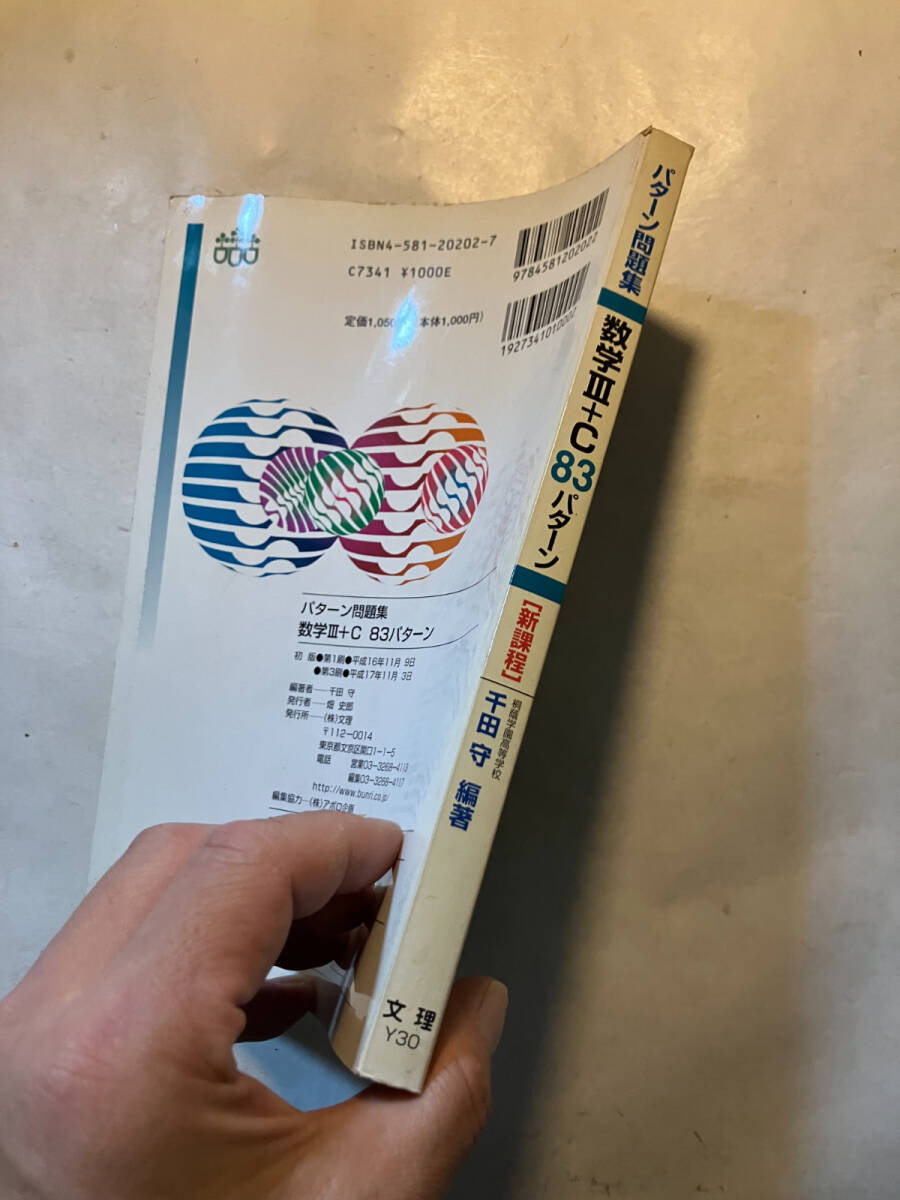 ISBN4-581-20202-7
C7341 ¥1000E
定価1,050 本体1,000円)
9784581202022
192734101000
パターン問題集
数学Ⅲ+C 83パターン
初 版●第1刷●平成16年11月 9日
●第3刷●平成17年11月 3日
編著者──千田 守
発行者──畑 史郎
発行所──(株)文理
〒112-0014
東京都文京区関口1-1-5
電話 営業03-3268-4113
編集03-3268-4117
http://www.bunri.co.jp/
編集協力──(株)アポロ企画
パターン問題集
数学Ⅲ+C 83パターン
[新課程]
桐蔭学園高等学校
千田 守 編著
文理
Y30